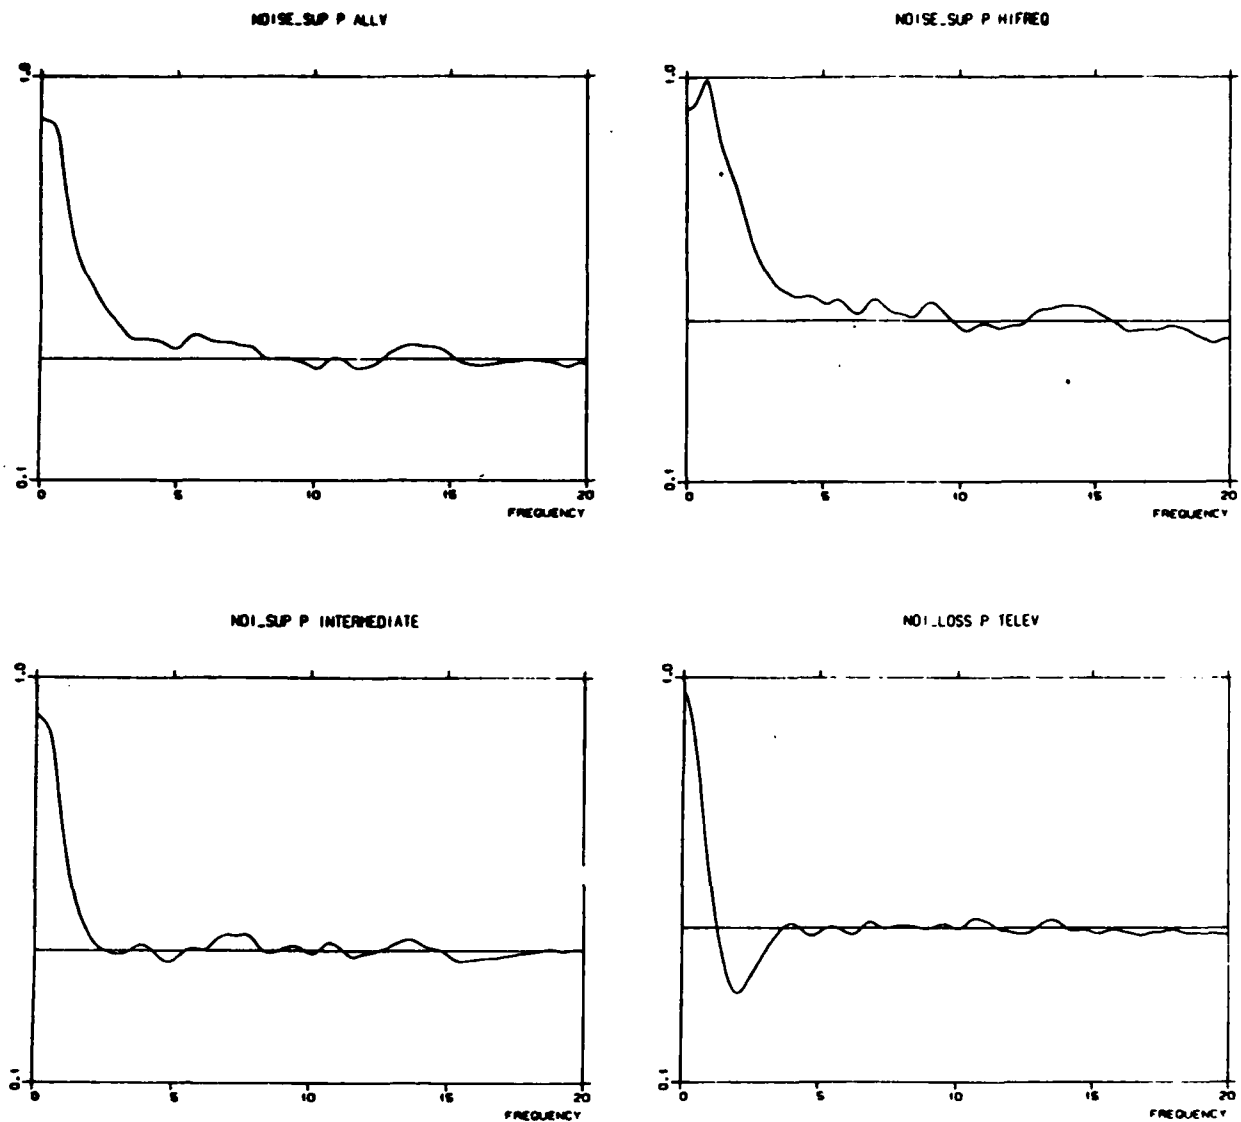 NOISE_SUP P ALLV
1.0
0.1
0 5 10 15 20
FREQUENCY
NOISE_SUP P HIFREQ
1.0
0.1
0 5 10 15 20
FREQUENCY
NOI_SUP P INTERMEDIATE
1.0
0.1
0 5 10 15 20
FREQUENCY
NOI_LOSS P TELEV
1.0
0.1
0 5 10 15 20
FREQUENCY